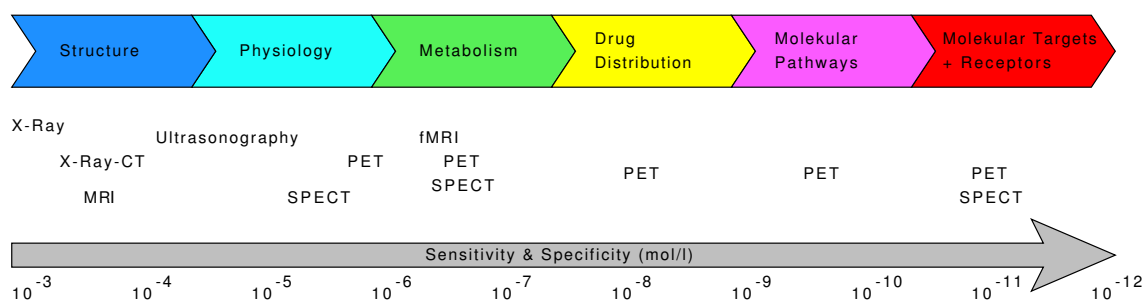 Structure
Physiology
Metabolism
Drug
Distribution
Molekular
Pathways
Molekular Targets
+ Receptors
X-Ray
Ultrasonography
fMRI
X-Ray-CT
PET
PET
PET
PET
PET
MRI
SPECT
SPECT
SPECT
Sensitivity & Specificity (mol/l)
10^-3 10^-4 10^-5 10^-6 10^-7 10^-8 10^-9 10^-10 10^-11 10^-12